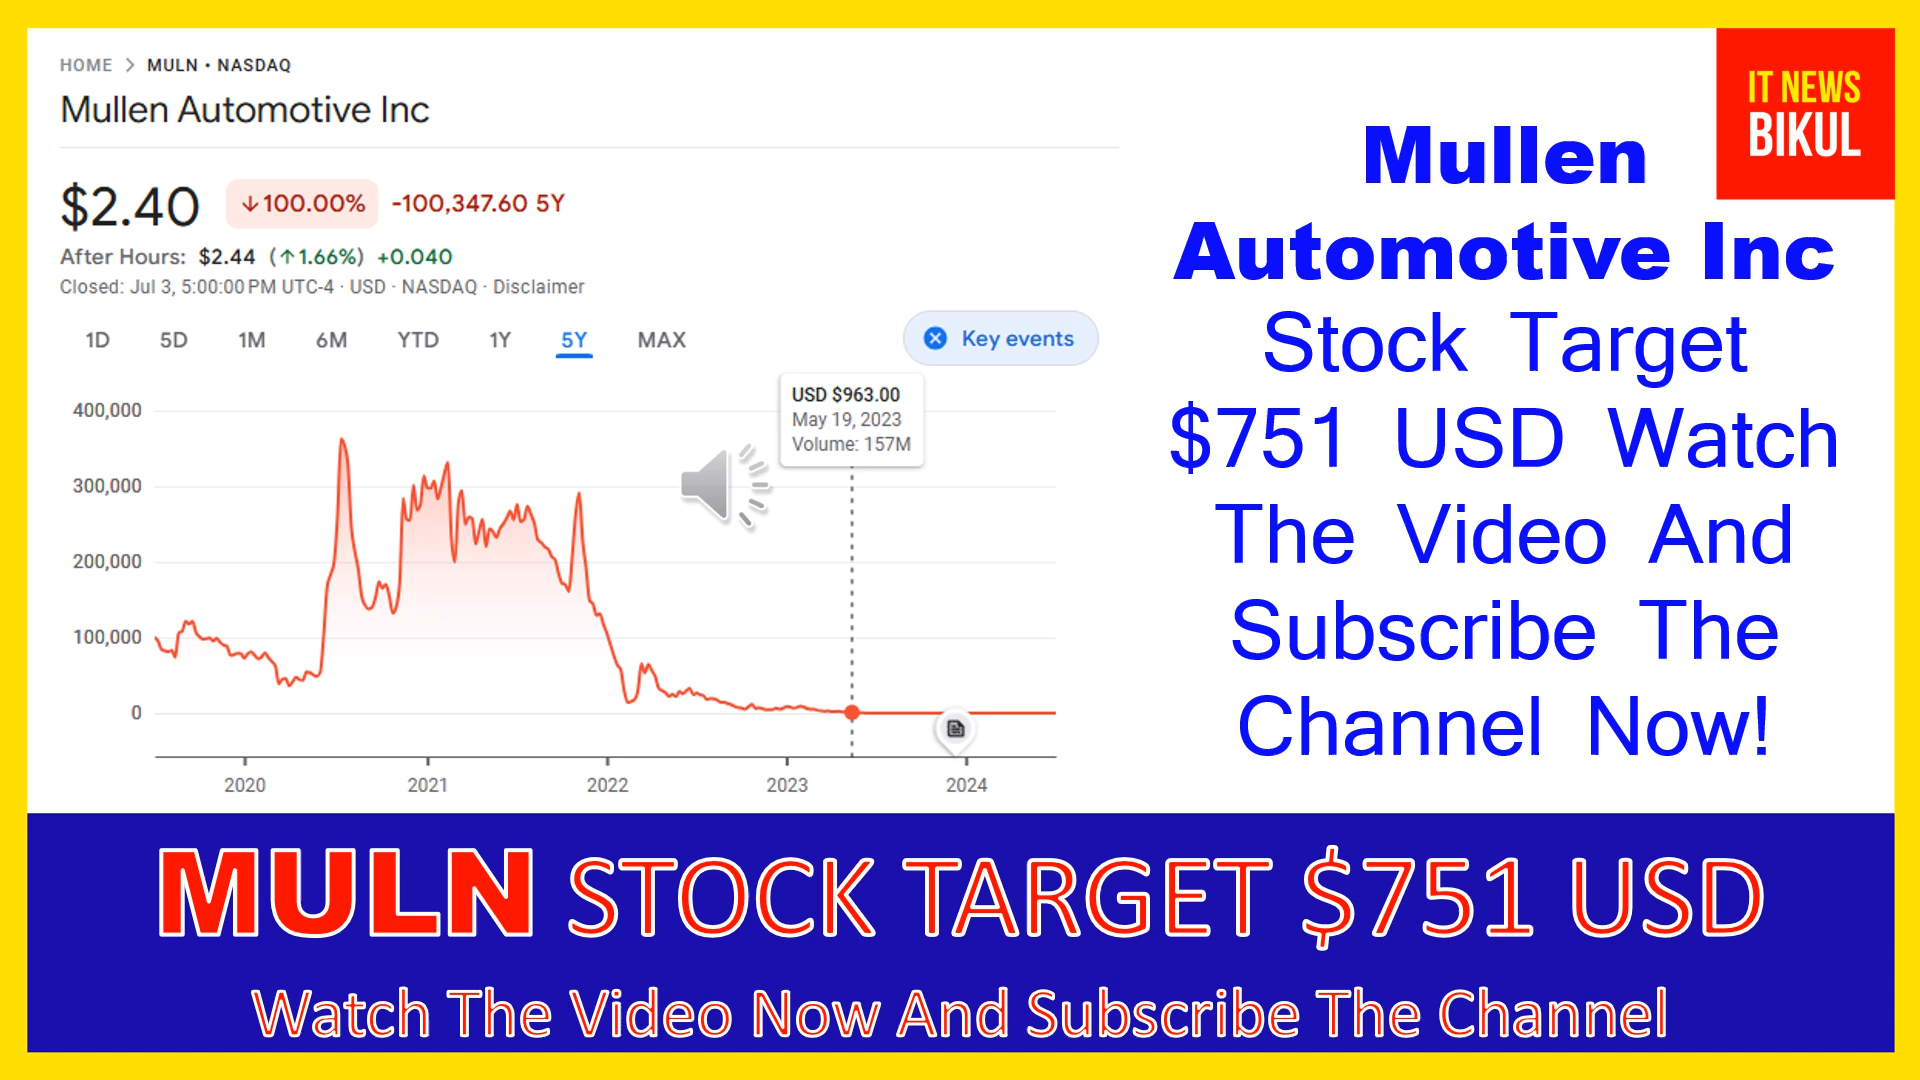 HOME > MULN • NASDAQ
Mullen Automotive Inc
$2.40 ↓100.00% -100,347.60 5Y
After Hours: $2.44 (↑1.66%) +0.040
Closed: Jul 3, 5:00:00 PM UTC-4 · USD · NASDAQ · Disclaimer
1D 5D 1M 6M YTD 1Y 5Y MAX
Key events
USD $963.00
May 19, 2023
Volume: 157M
400,000
300,000
200,000
100,000
0
2020 2021 2022 2023 2024
IT NEWS
BIKUL
Mullen
Automotive Inc
Stock Target
$751 USD Watch
The Video And
Subscribe The
Channel Now!
MULN STOCK TARGET $751 USD
Watch The Video Now And Subscribe The Channel